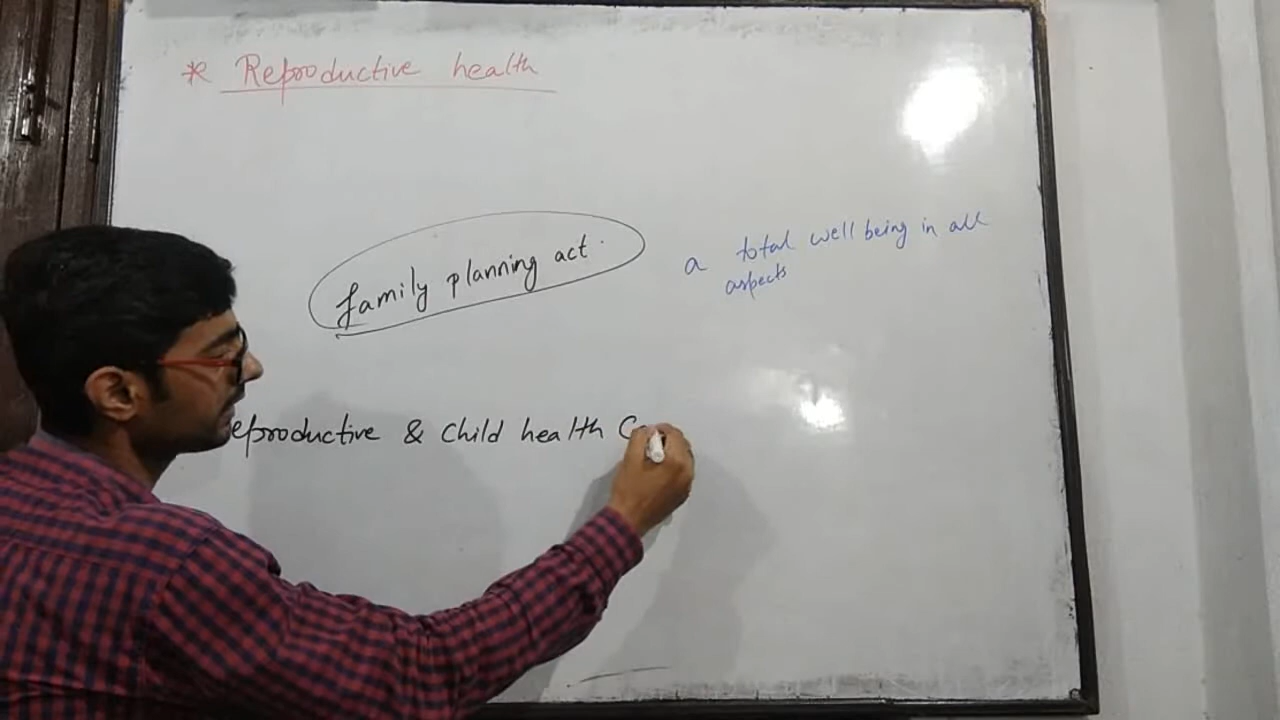 * Reproductive health
family planning act
a total well being in all
aspects
eproductive & Child health